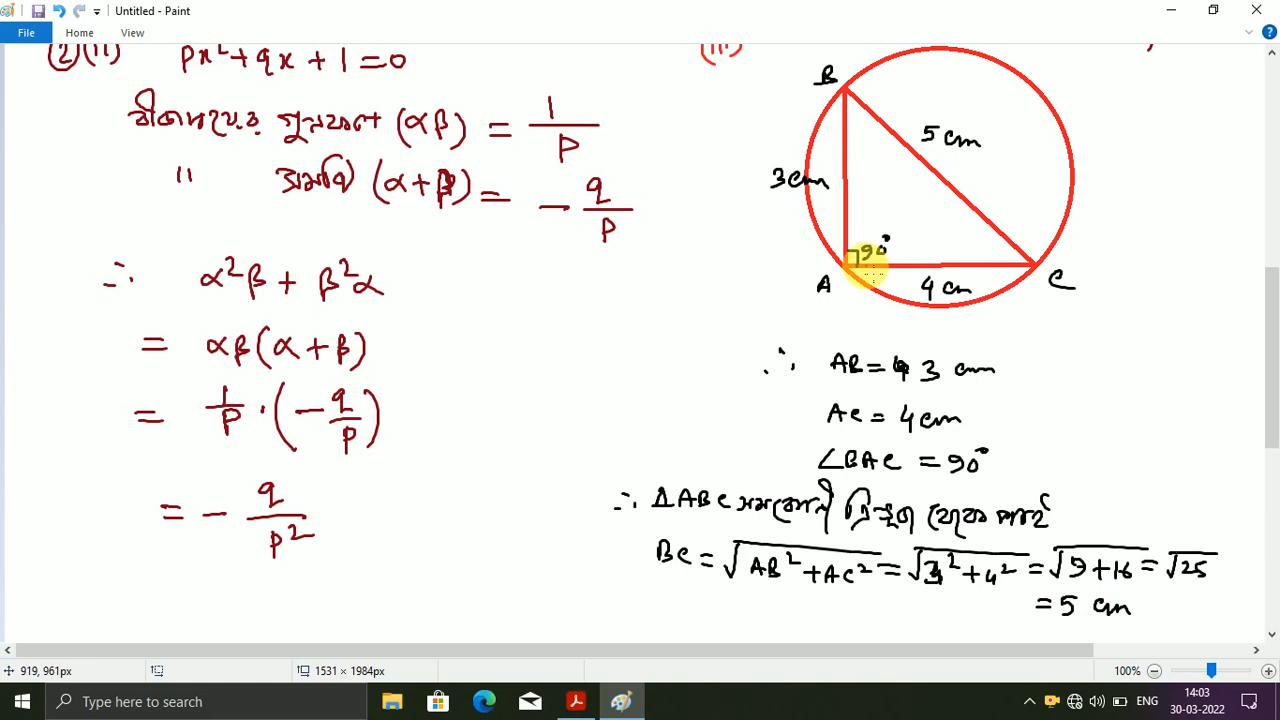 Untitled - Paint
File Home View
(2)(ii) px²+qx+1=0
(αβ) = 1/P
" (α+β) = - q/P
∴ α²β + β²α
= αβ(α+β)
= 1/P · (- q/P)
= - q/P²
(iii)
B
5 cm
3cm
90°
A
4 cm
C
∴ AB = 3 cm
AC = 4cm
∠BAC = 90°
∴ ΔABC সমকোণী
BC = √AB²+AC² = √3²+4² = √9+16 = √25
= 5 cm
919, 961px
1531 × 1984px
100%
Type here to search
ENG
14:03
30-03-2022